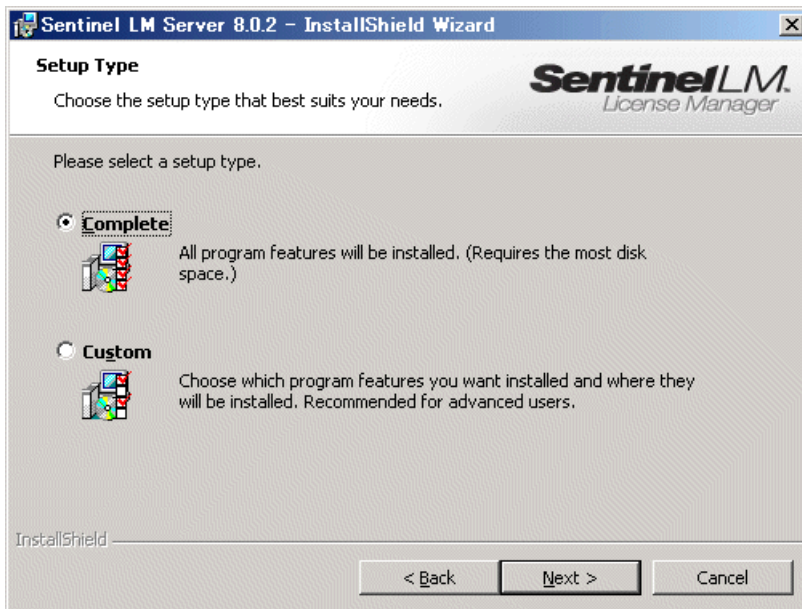 Sentinel LM Server 8.0.2 - InstallShield Wizard
Setup Type
Choose the setup type that best suits your needs.
SentinelLM.
License Manager
Please select a setup type.
Complete
All program features will be installed. (Requires the most disk
space.)
Custom
Choose which program features you want installed and where they
will be installed. Recommended for advanced users.
InstallShield
< Back
Next >
Cancel